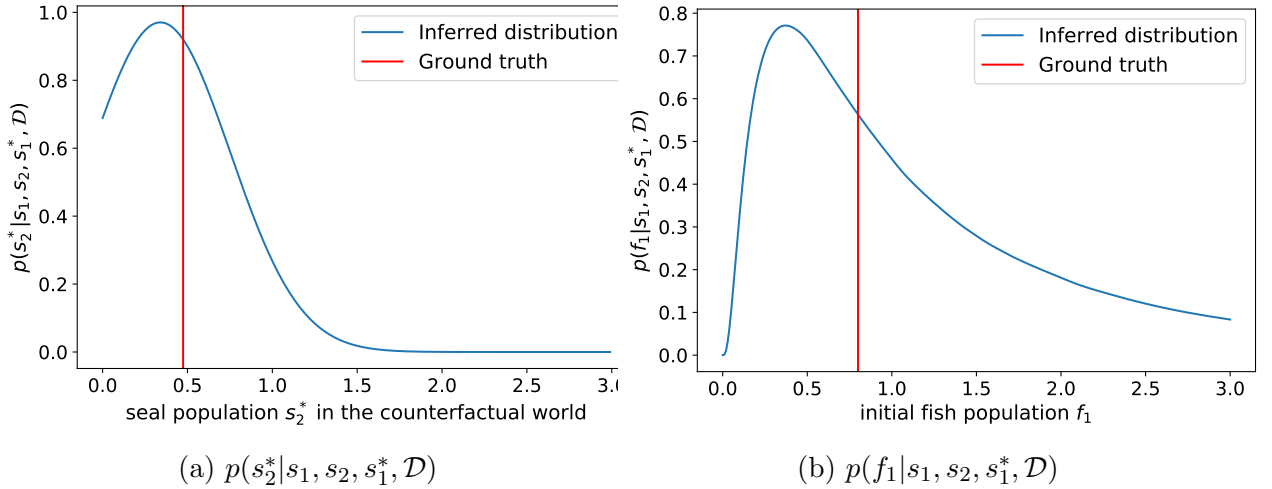 1.0
0.8
0.6
0.4
0.2
0.0
p(s₂*|s₁, s₂, s₁*, 𝒟)
Inferred distribution
Ground truth
0.0 0.5 1.0 1.5 2.0 2.5 3.0
seal population s₂* in the counterfactual world
(a) p(s₂*|s₁, s₂, s₁*, 𝒟)
0.8
0.7
0.6
0.5
0.4
0.3
0.2
0.1
0.0
p(f₁|s₁, s₂, s₁*, 𝒟)
Inferred distribution
Ground truth
0.0 0.5 1.0 1.5 2.0 2.5 3.0
initial fish population f₁
(b) p(f₁|s₁, s₂, s₁*, 𝒟)